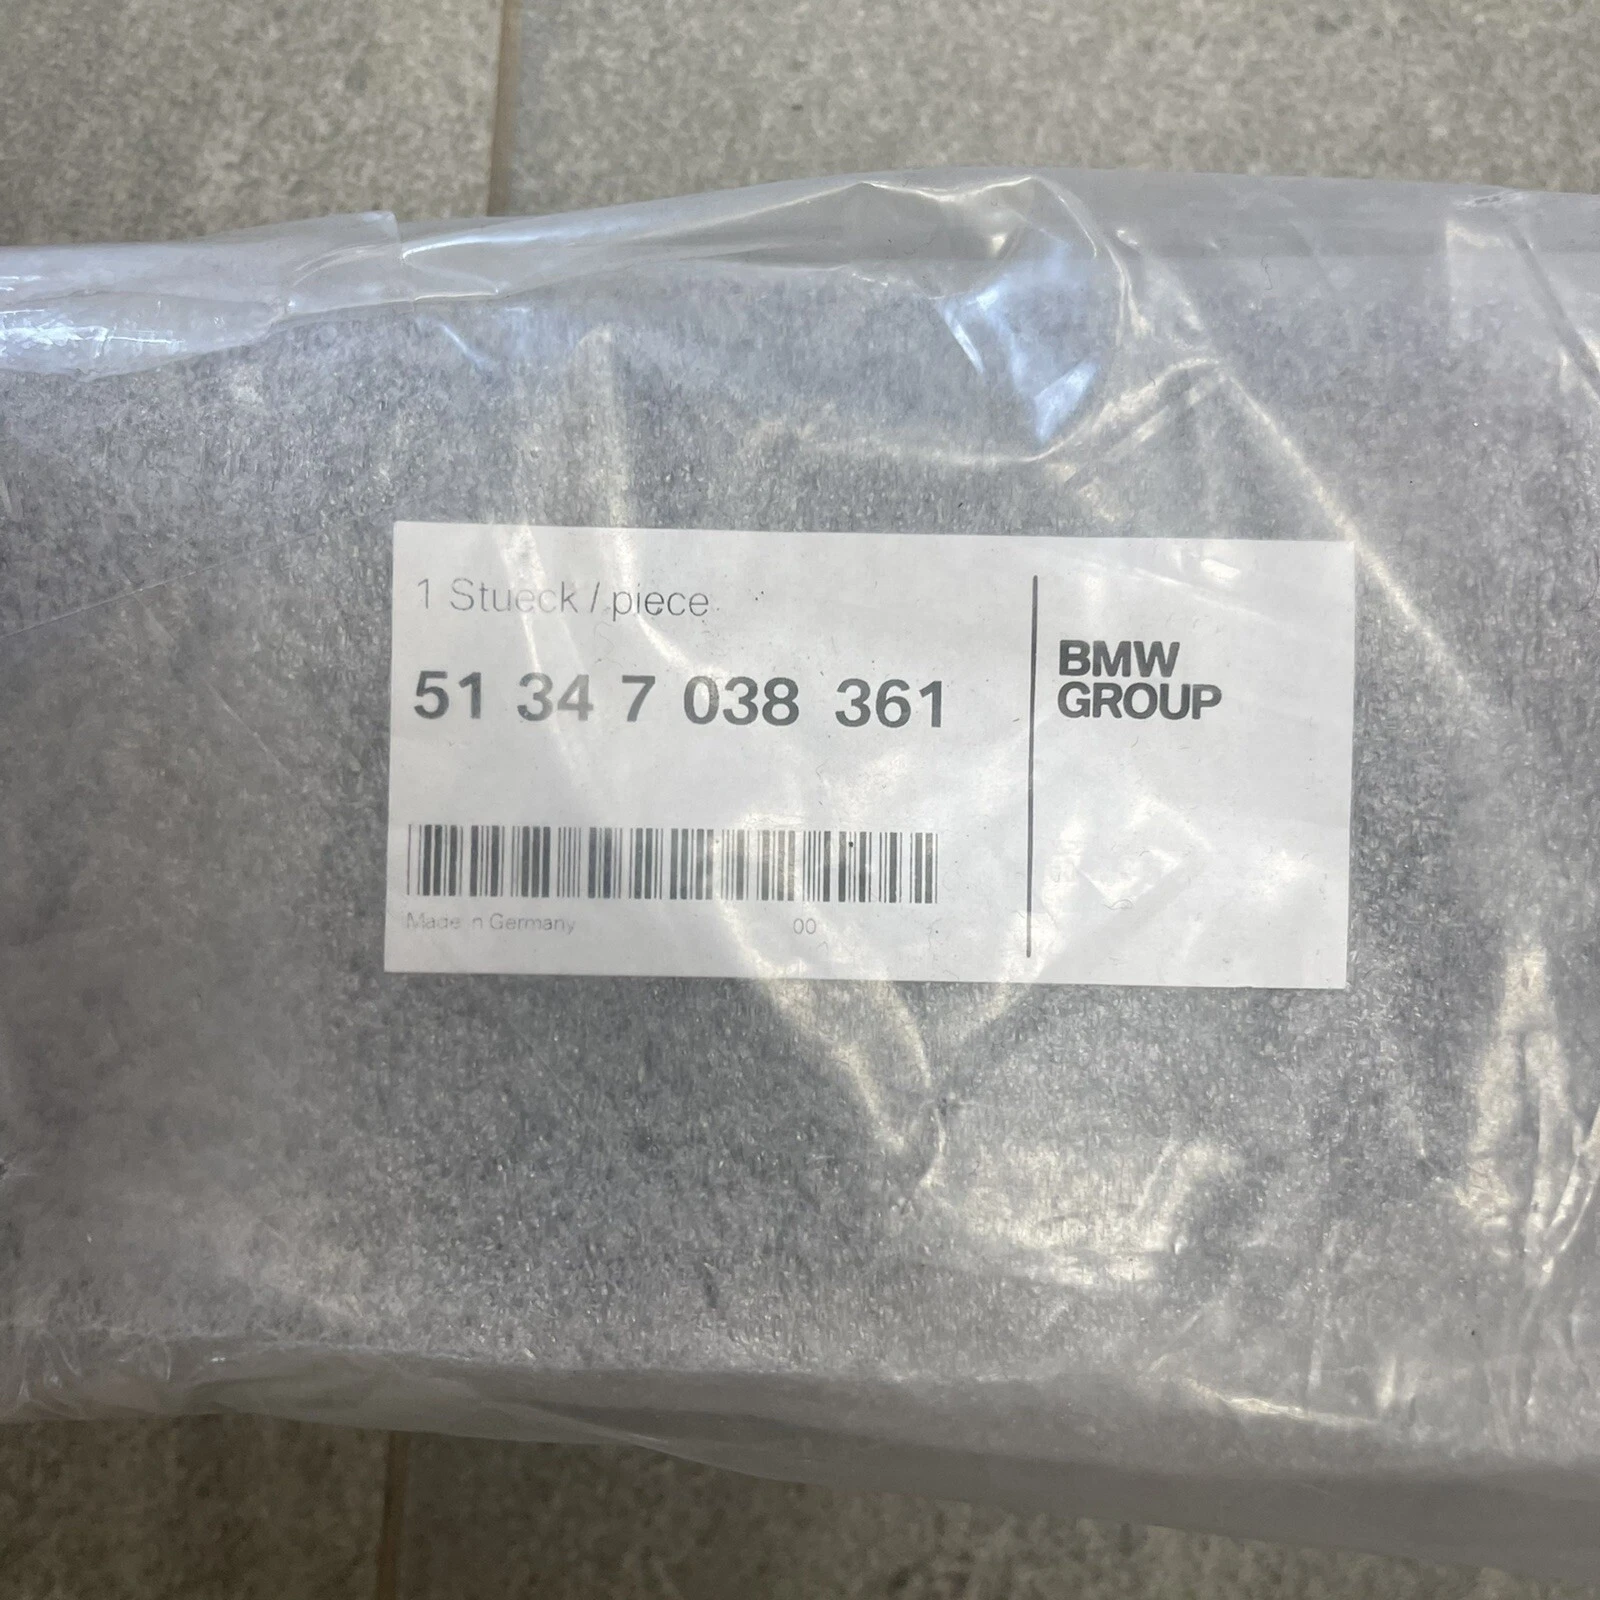 1 Stueck / piece
51 34 7 038 361
BMW
GROUP
Made in Germany 00